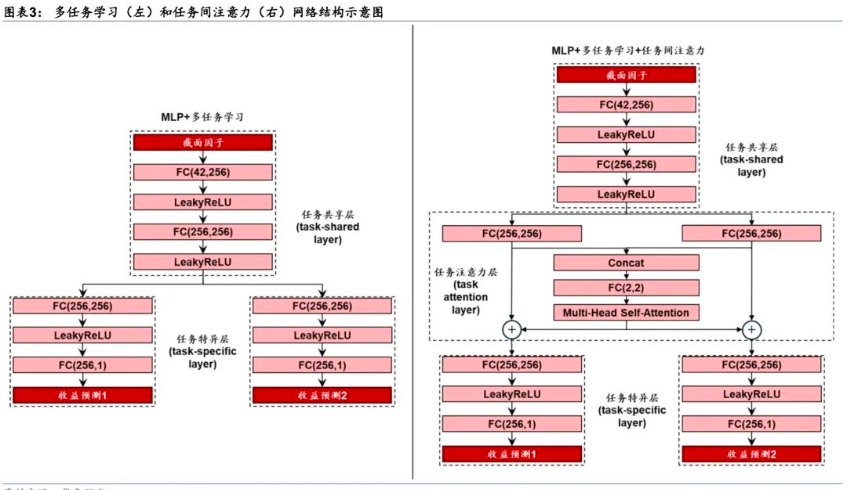 图表3： 多任务学习（左）和任务间注意力（右）网络结构示意图
MLP+多任务学习
截面因子
FC(42,256)
LeakyReLU
FC(256,256)
LeakyReLU
任务共享层
(task-shared
layer)
FC(256,256)
LeakyReLU
FC(256,1)
收益预测1
任务特异层
(task-specific
layer)
FC(256,256)
LeakyReLU
FC(256,1)
收益预测2
MLP+多任务学习+任务间注意力
截面因子
FC(42,256)
LeakyReLU
FC(256,256)
LeakyReLU
任务共享层
(task-shared
layer)
FC(256,256)
FC(256,256)
任务注意力层
(task
attention
layer)
Concat
FC(2,2)
Multi-Head Self-Attention
+
+
FC(256,256)
LeakyReLU
FC(256,1)
收益预测1
任务特异层
(task-specific
layer)
FC(256,256)
LeakyReLU
FC(256,1)
收益预测2